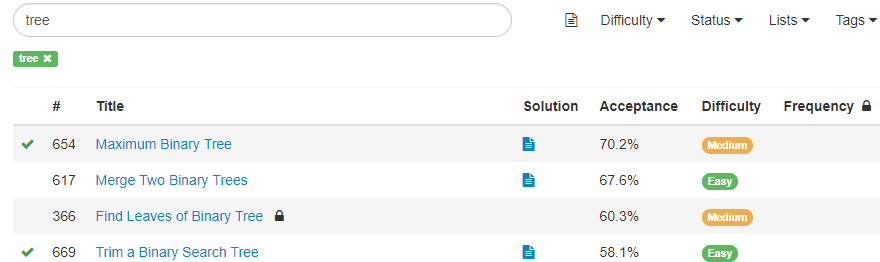 tree
Difficulty Status Lists Tags
tree
# Title Solution Acceptance Difficulty Frequency
654 Maximum Binary Tree 70.2% Medium
617 Merge Two Binary Trees 67.6% Easy
366 Find Leaves of Binary Tree 60.3% Medium
669 Trim a Binary Search Tree 58.1% Easy